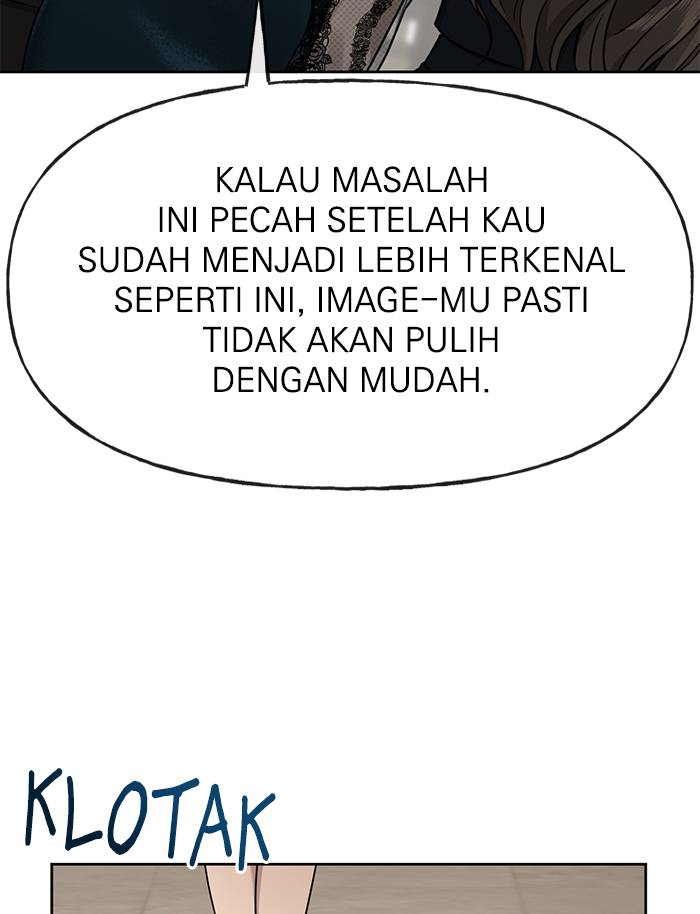 KALAU MASALAH
INI PECAH SETELAH KAU
SUDAH MENJADI LEBIH TERKENAL
SEPERTI INI, IMAGE-MU PASTI
TIDAK AKAN PULIH
DENGAN MUDAH.
KLOTAK